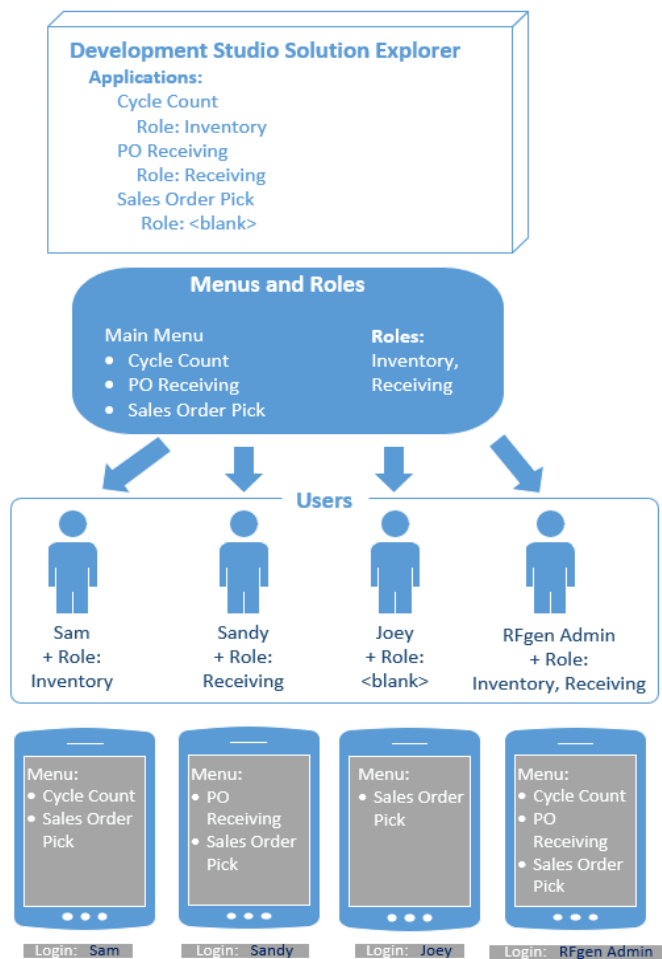 Development Studio Solution Explorer
Applications:
Cycle Count
Role: Inventory
PO Receiving
Role: Receiving
Sales Order Pick
Role: <blank>
Menus and Roles
Main Menu
• Cycle Count
• PO Receiving
• Sales Order Pick
Roles:
Inventory,
Receiving
Users
Sam
+ Role:
Inventory
Sandy
+ Role:
Receiving
Joey
+ Role:
<blank>
RFgen Admin
+ Role:
Inventory, Receiving
Menu:
• Cycle Count
• Sales Order
Pick
Login: Sam
Menu:
• PO
Receiving
• Sales Order
Pick
Login: Sandy
Menu:
• Sales Order
Pick
Login: Joey
Menu:
• Cycle Count
• PO
Receiving
• Sales Order
Pick
Login: RFgen Admin